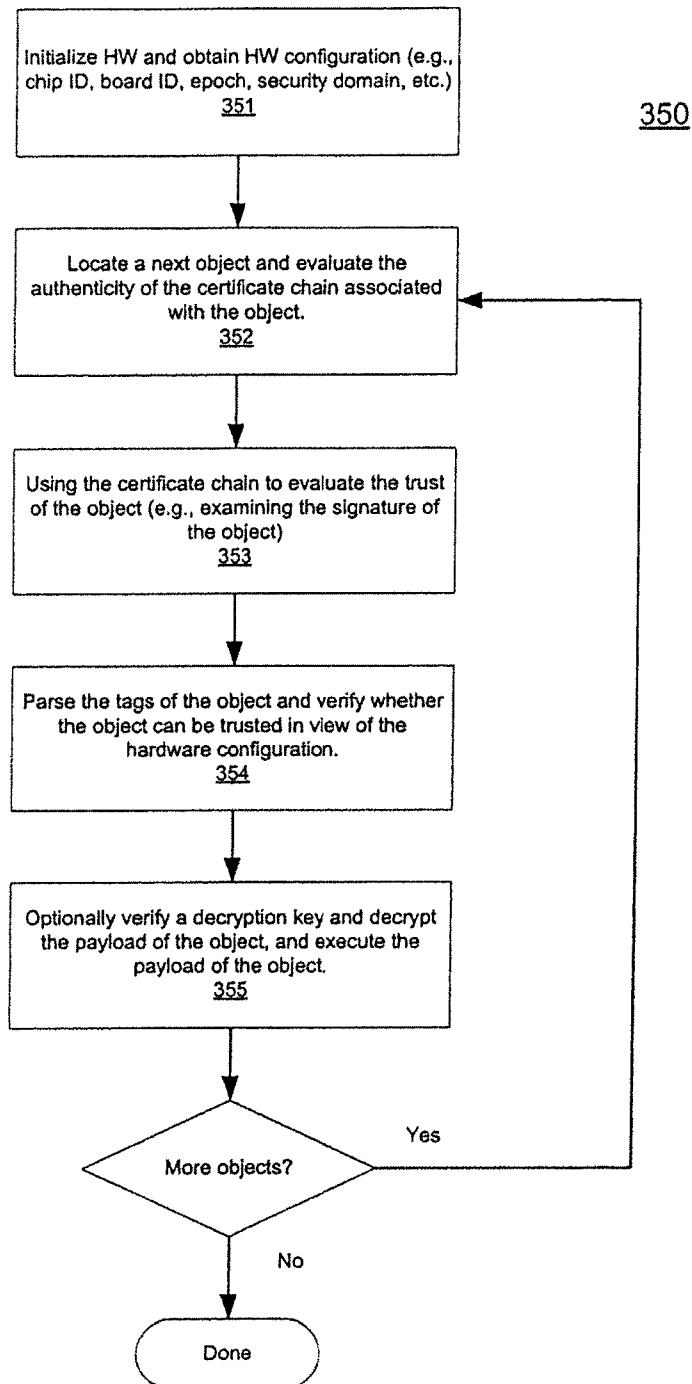 Initialize HW and obtain HW configuration (e.g.,
chip ID, board ID, epoch, security domain, etc.)
351
350
Locate a next object and evaluate the
authenticity of the certificate chain associated
with the object.
352
Using the certificate chain to evaluate the trust
of the object (e.g., examining the signature of
the object)
353
Parse the tags of the object and verify whether
the object can be trusted in view of the
hardware configuration.
354
Optionally verify a decryption key and decrypt
the payload of the object, and execute the
payload of the object.
355
More objects?
Yes
No
Done